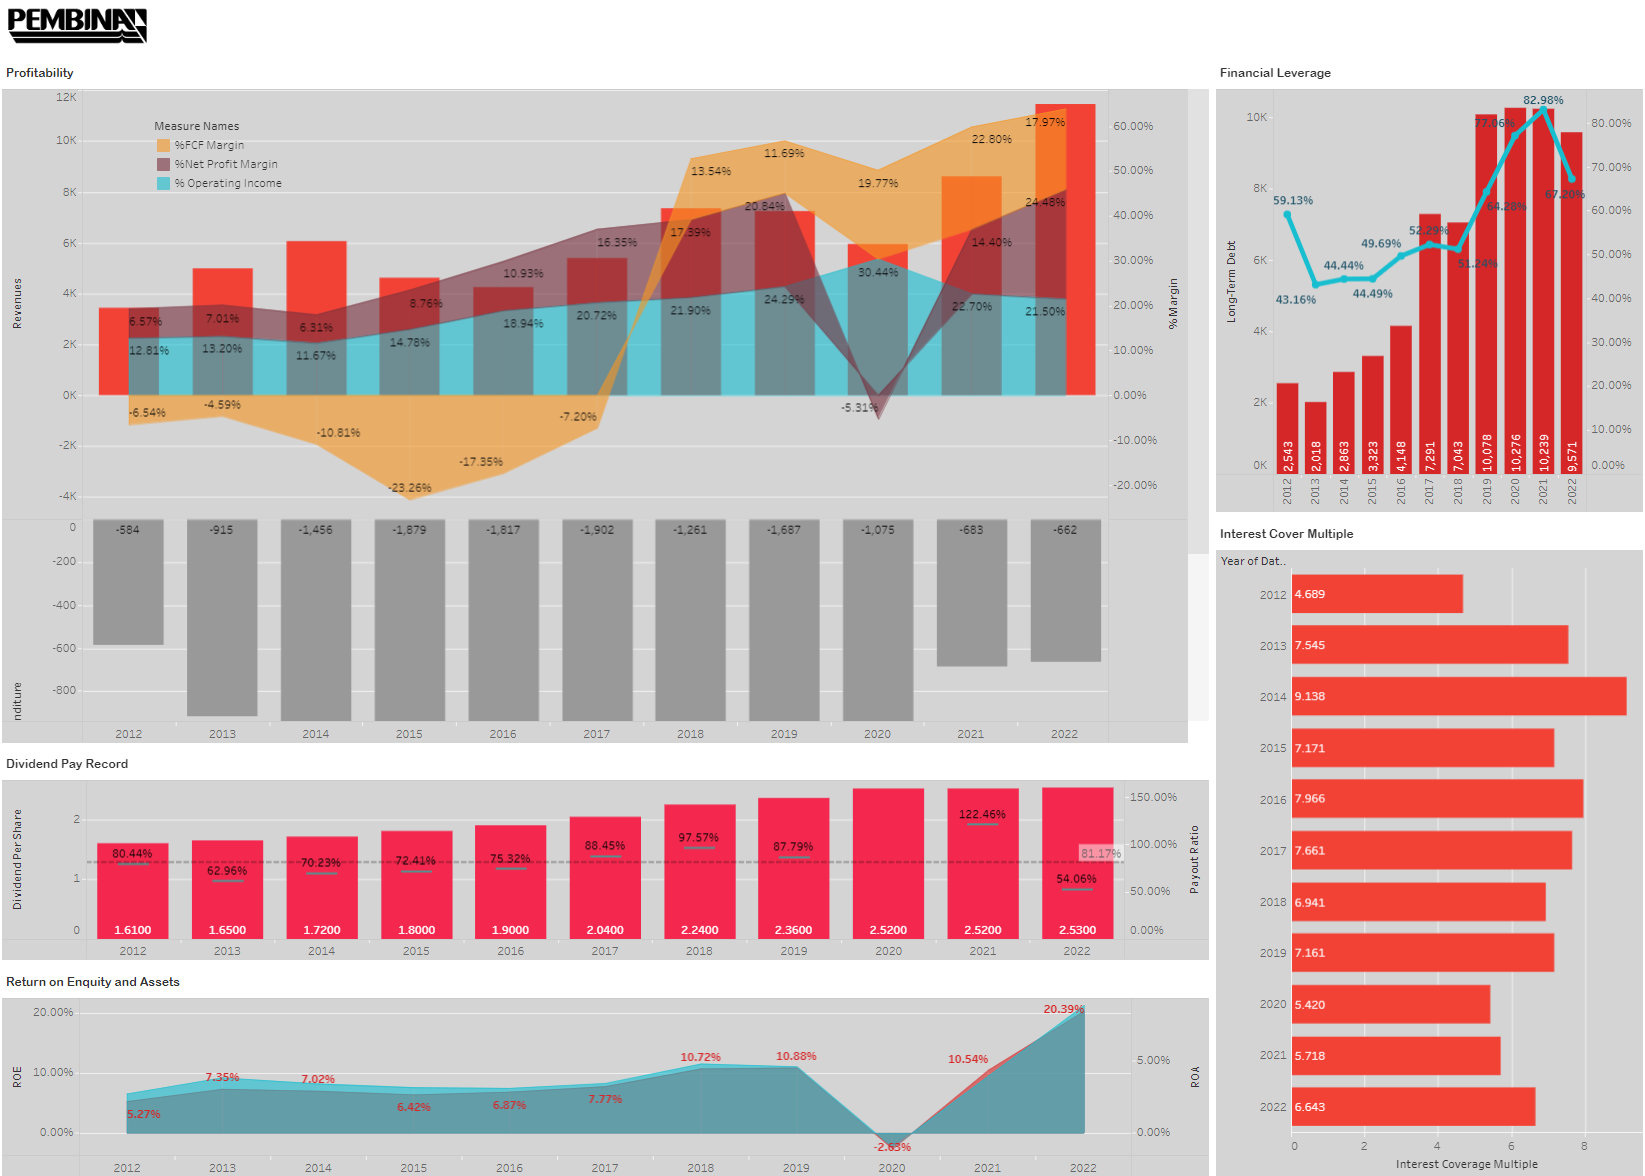 PEMBINA
Profitability
12K
10K
8K
6K
4K
2K
0K
-2K
-4K
Revenues
Measure Names
%FCF Margin
%Net Profit Margin
% Operating Income
6.57% 7.01% 6.31% 8.76% 10.93% 16.35% 17.39% 20.84% -5.31% 14.40% 24.48%
12.81% 13.20% 11.67% 14.78% 18.94% 20.72% 21.90% 24.29% 30.44% 22.70% 21.50%
-6.54% -4.59% -10.81% -23.26% -17.35% -7.20% 13.54% 11.69% 19.77% 22.80% 17.97%
60.00%
50.00%
40.00%
30.00%
20.00%
10.00%
0.00%
-10.00%
-20.00%
% Margin
0
-200
-400
-600
-800
nditure
-584 -915 -1,456 -1,879 -1,817 -1,902 -1,261 -1,687 -1,075 -683 -662
2012 2013 2014 2015 2016 2017 2018 2019 2020 2021 2022
Dividend Pay Record
Dividend Per Share
2
1
0
80.44% 62.96% 70.23% 72.41% 75.32% 88.45% 97.57% 87.79% 122.46% 54.06%
81.17%
1.6100 1.6500 1.7200 1.8000 1.9000 2.0400 2.2400 2.3600 2.5200 2.5200 2.5300
150.00%
100.00%
50.00%
0.00%
Payout Ratio
2012 2013 2014 2015 2016 2017 2018 2019 2020 2021 2022
Return on Enquity and Assets
ROE
20.00%
10.00%
0.00%
5.27% 7.35% 7.02% 6.42% 6.87% 7.77% 10.72% 10.88% -2.63% 10.54% 20.39%
5.00%
0.00%
ROA
2012 2013 2014 2015 2016 2017 2018 2019 2020 2021 2022
Financial Leverage
Long-Term Debt
10K
8K
6K
4K
2K
0K
59.13% 43.16% 44.44% 44.49% 49.69% 52.29% 51.24% 64.28% 77.06% 82.98% 67.20%
2,543 2,018 2,863 3,323 4,148 7,291 7,043 10,078 10,276 10,239 9,571
80.00%
70.00%
60.00%
50.00%
40.00%
30.00%
20.00%
10.00%
0.00%
2012 2013 2014 2015 2016 2017 2018 2019 2020 2021 2022
Interest Cover Multiple
Year of Dat..
2012 4.689
2013 7.545
2014 9.138
2015 7.171
2016 7.966
2017 7.661
2018 6.941
2019 7.161
2020 5.420
2021 5.718
2022 6.643
0 2 4 6 8
Interest Coverage Multiple